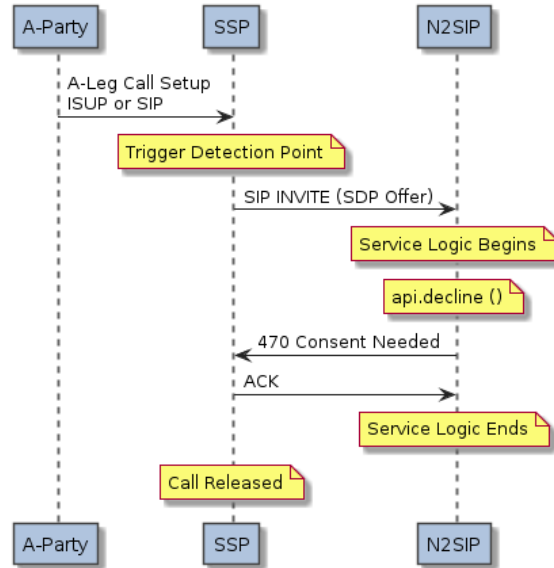 A-Party SSP N2SIP
A-Leg Call Setup
ISUP or SIP
Trigger Detection Point
SIP INVITE (SDP Offer)
Service Logic Begins
api.decline ()
470 Consent Needed
ACK
Service Logic Ends
Call Released
A-Party SSP N2SIP